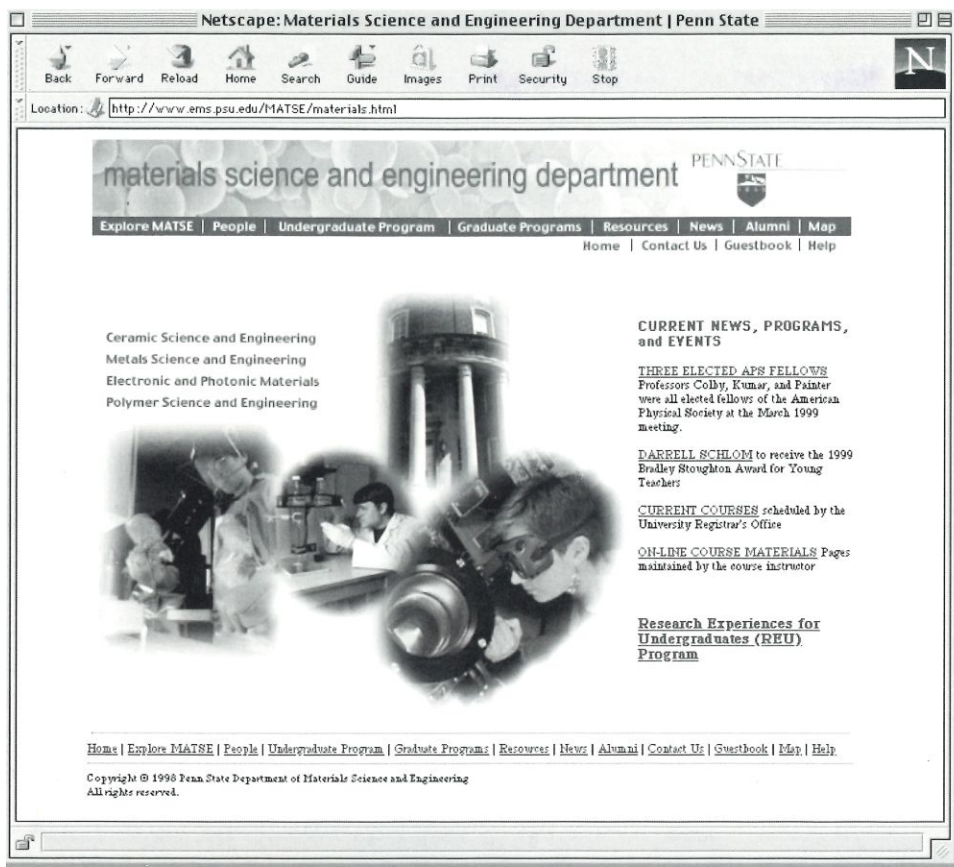 Netscape: Materials Science and Engineering Department | Penn State
Back Forward Reload Home Search Guide Images Print Security Stop
N
Location: http://www.ems.psu.edu/MATSE/materials.html
materials science and engineering department
PENNSTATE
Explore MATSE | People | Undergraduate Program | Graduate Programs | Resources | News | Alumni | Map
Home | Contact Us | Guestbook | Help
Ceramic Science and Engineering
Metals Science and Engineering
Electronic and Photonic Materials
Polymer Science and Engineering
CURRENT NEWS, PROGRAMS,
and EVENTS
THREE ELECTED APS FELLOWS
Professors Colby, Kumar, and Painter
were all elected fellows of the American
Physical Society at the March 1999
meeting.
DARRELL SCHLOM to receive the 1999
Bradley Stoughton Award for Young
Teachers
CURRENT COURSES scheduled by the
University Registrar's Office
ON-LINE COURSE MATERIALS Pages
maintained by the course instructor
Research Experiences for
Undergraduates (REU)
Program
Home | Explore MATSE | People | Undergraduate Program | Graduate Programs | Resources | News | Alumni | Contact Us | Guestbook | Map | Help
Copyright © 1998 Penn State Department of Materials Science and Engineering
All rights reserved.